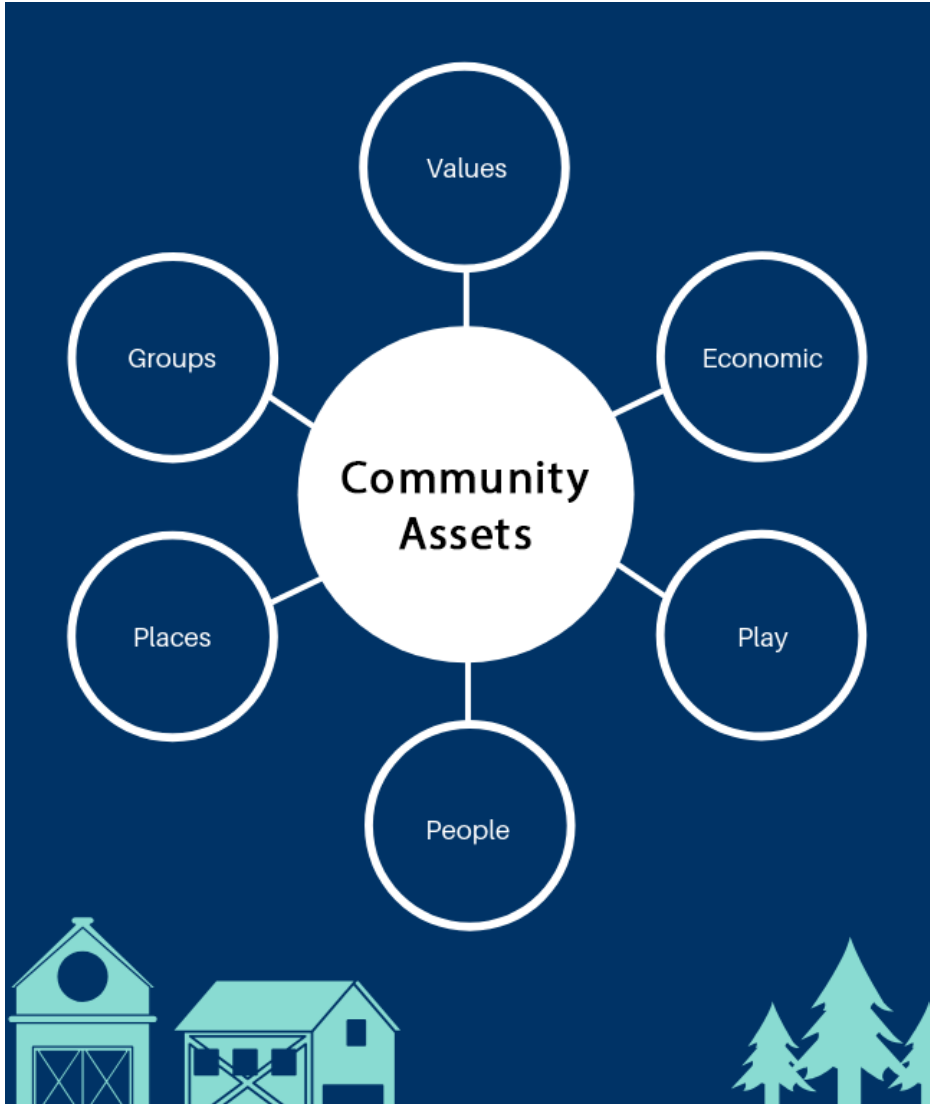 Values
Groups
Economic
Community
Assets
Places
Play
People